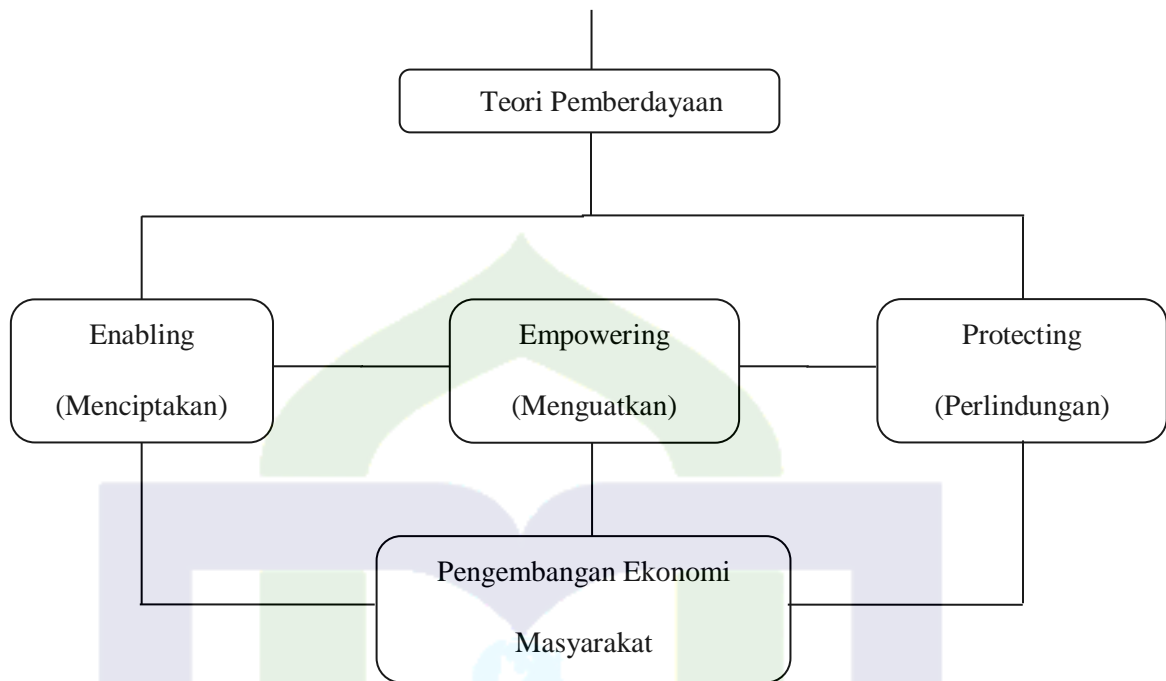 Teori Pemberdayaan
Enabling
(Menciptakan)
Empowering
(Menguatkan)
Protecting
(Perlindungan)
Pengembangan Ekonomi
Masyarakat